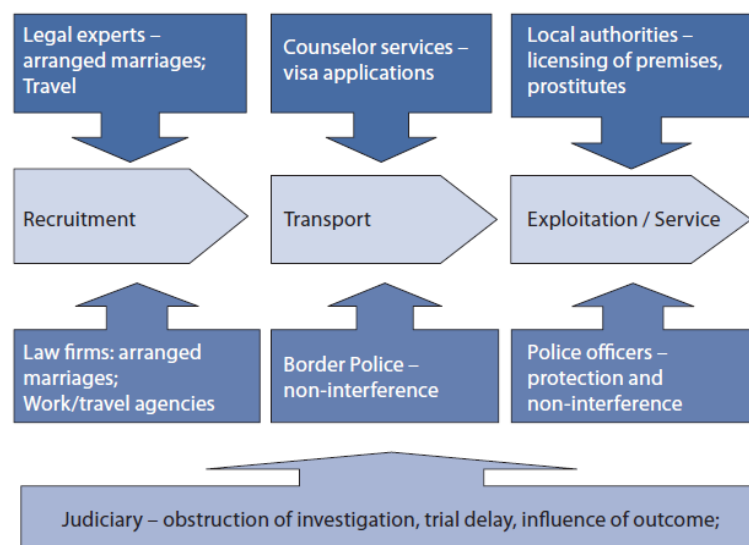 Legal experts –
arranged marriages;
Travel
Counselor services –
visa applications
Local authorities –
licensing of premises,
prostitutes
Recruitment
Transport
Exploitation / Service
Law firms: arranged
marriages;
Work/travel agencies
Border Police –
non-interference
Police officers –
protection and
non-interference
Judiciary – obstruction of investigation, trial delay, influence of outcome;